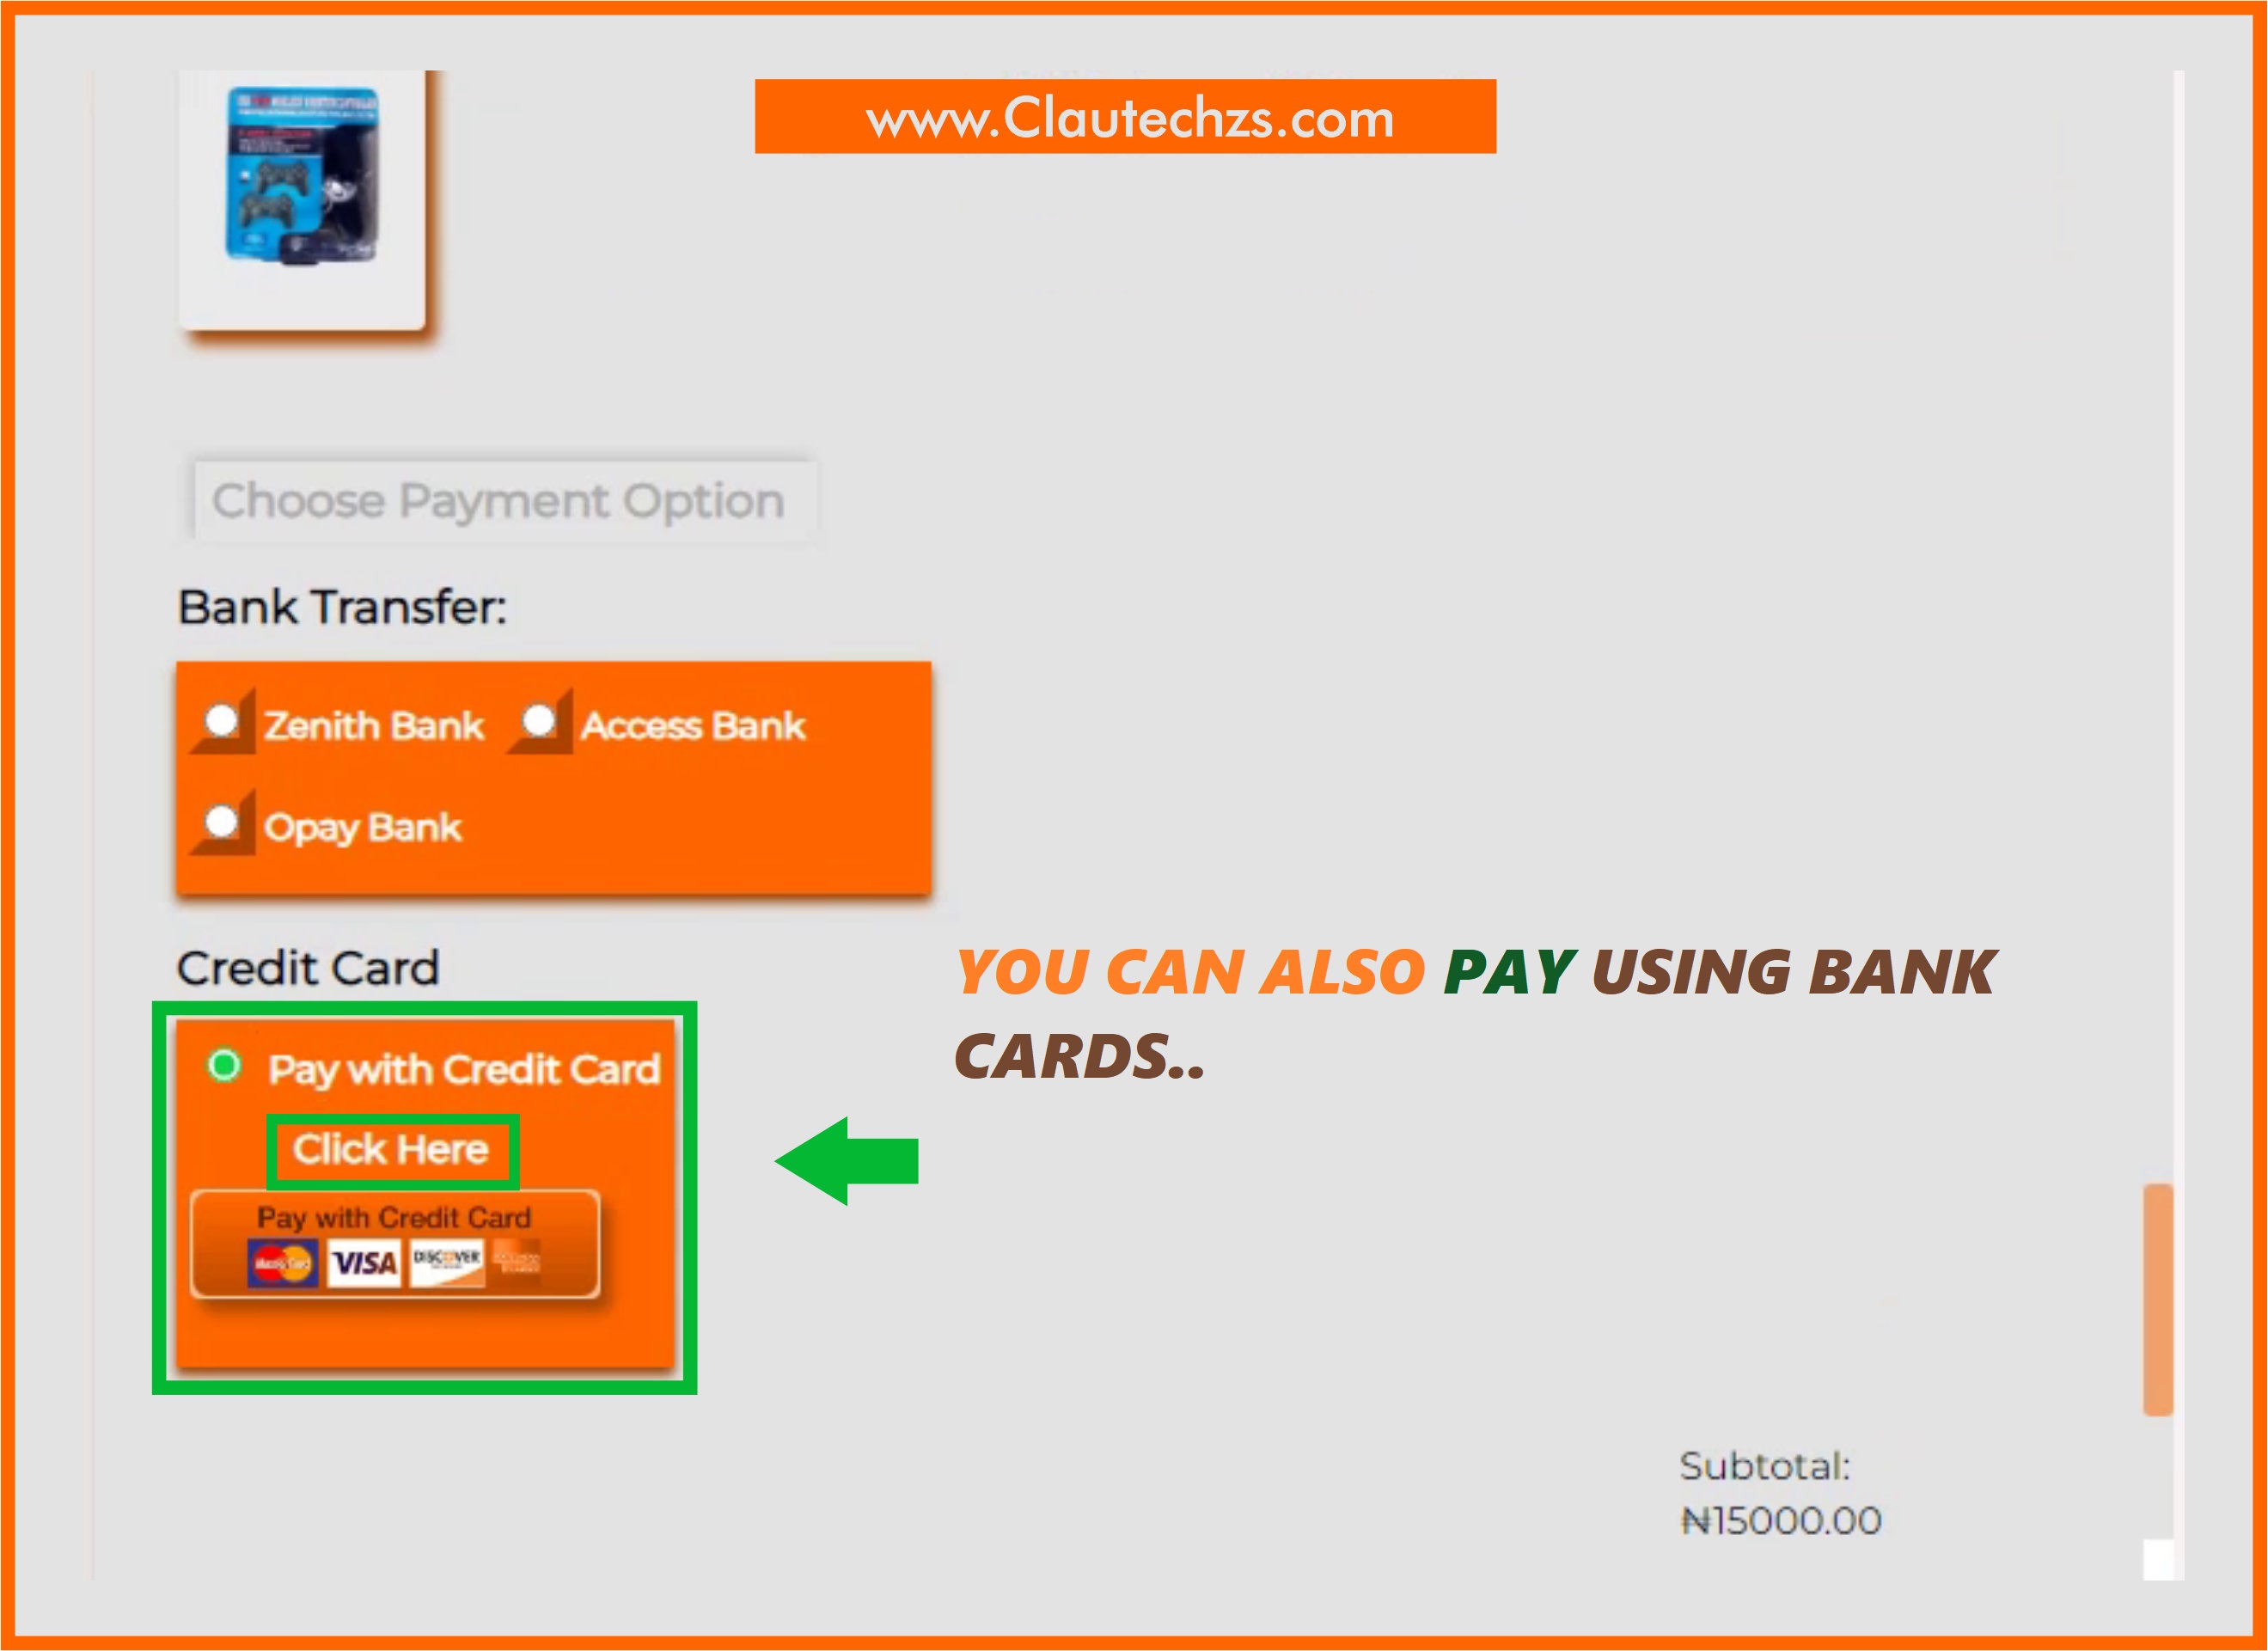 www.Clautechzs.com
Choose Payment Option
Bank Transfer:
Zenith Bank Access Bank
Opay Bank
Credit Card
YOU CAN ALSO PAY USING BANK
CARDS..
Pay with Credit Card
Click Here
Pay with Credit Card
MasterCard VISA DISCOVER
Subtotal:
₦15000.00